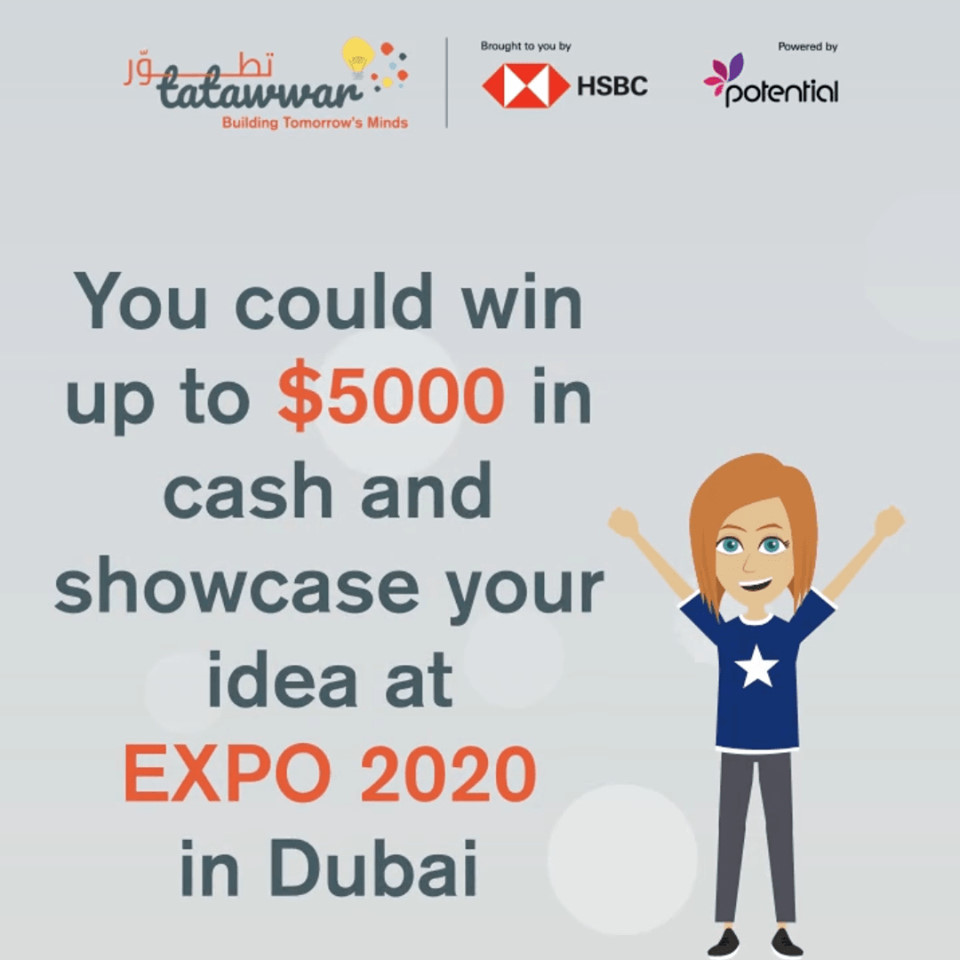 تطوّر
tatawwar
Building Tomorrow's Minds
Brought to you by
HSBC
Powered by
potential
You could win
up to $5000 in
cash and
showcase your
idea at
EXPO 2020
in Dubai